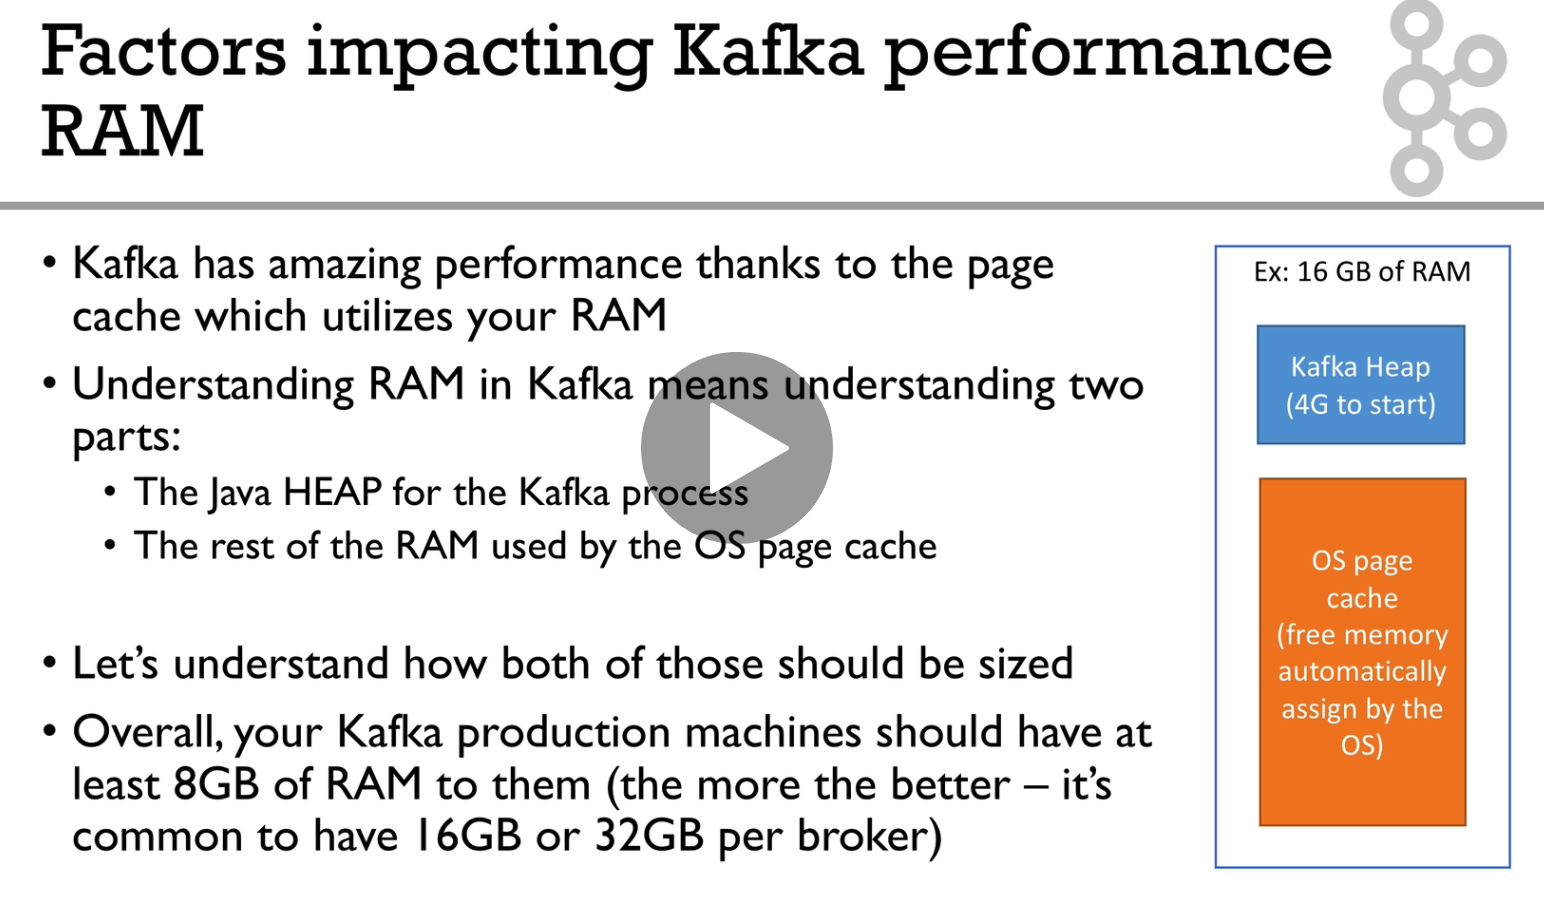 Factors impacting Kafka performance
RAM
• Kafka has amazing performance thanks to the page
cache which utilizes your RAM
• Understanding RAM in Kafka means understanding two
parts:
• The Java HEAP for the Kafka process
• The rest of the RAM used by the OS page cache
• Let’s understand how both of those should be sized
• Overall, your Kafka production machines should have at
least 8GB of RAM to them (the more the better – it’s
common to have 16GB or 32GB per broker)
Ex: 16 GB of RAM
Kafka Heap
(4G to start)
OS page
cache
(free memory
automatically
assign by the
OS)